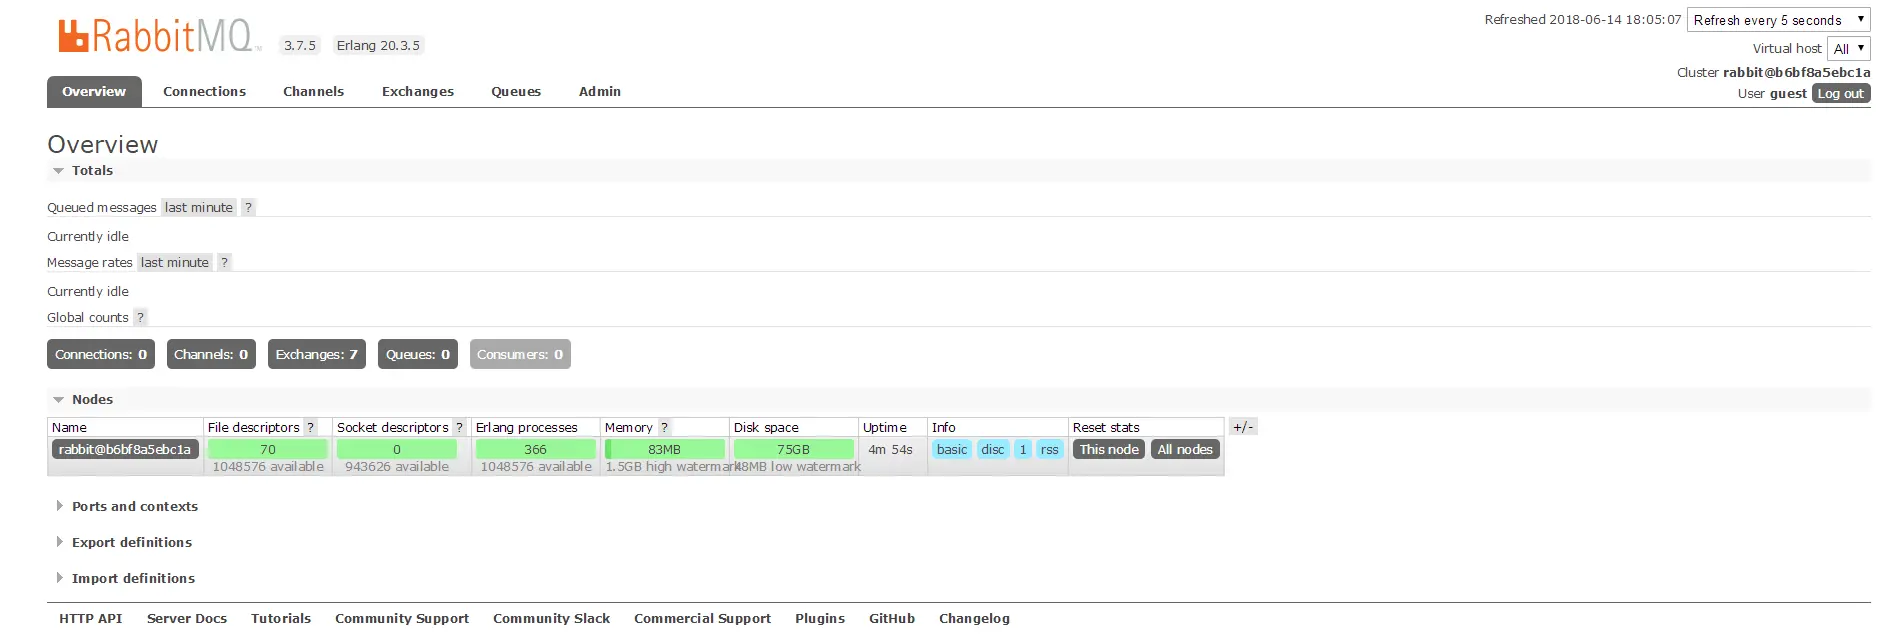 RabbitMQ 3.7.5 Erlang 20.3.5
Refreshed 2018-06-14 18:05:07 Refresh every 5 seconds
Virtual host All
Cluster rabbit@b6bf8a5ebc1a
User guest Log out
Overview Connections Channels Exchanges Queues Admin
Overview
Totals
Queued messages last minute ?
Currently idle
Message rates last minute ?
Currently idle
Global counts ?
Connections: 0 Channels: 0 Exchanges: 7 Queues: 0 Consumers: 0
Nodes
Name File descriptors ? Socket descriptors ? Erlang processes Memory ? Disk space Uptime Info Reset stats +/-
rabbit@b6bf8a5ebc1a 70 0 366 83MB 75GB 4m 54s basic disc 1 rss This node All nodes
1048576 available 943626 available 1048576 available 1.5GB high watermark 48MB low watermark
Ports and contexts
Export definitions
Import definitions
HTTP API Server Docs Tutorials Community Support Community Slack Commercial Support Plugins GitHub Changelog